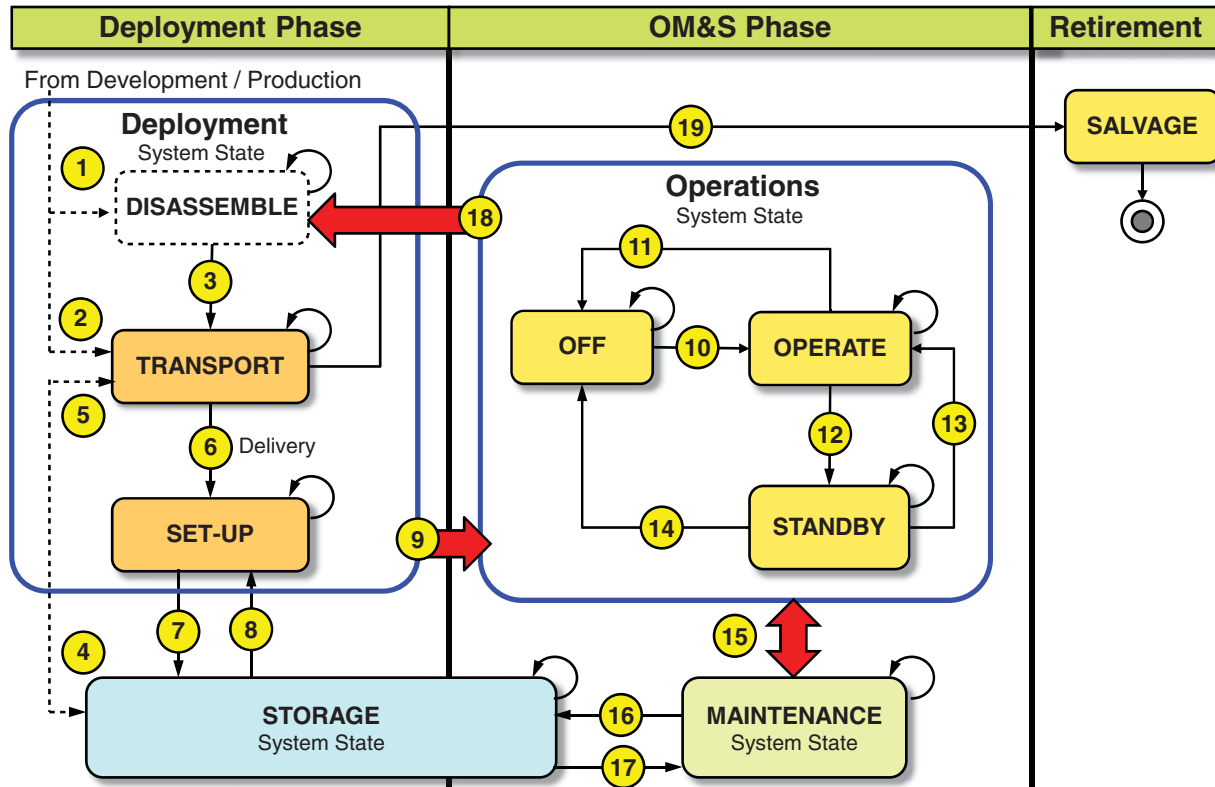 Deployment Phase
OM&S Phase
Retirement
From Development / Production
Deployment
System State
1
DISASSEMBLE
3
2
TRANSPORT
5
6
Delivery
SET-UP
9
7
8
4
STORAGE
System State
19
18
Operations
System State
11
OFF
10
OPERATE
12
13
14
STANDBY
15
16
17
MAINTENANCE
System State
SALVAGE